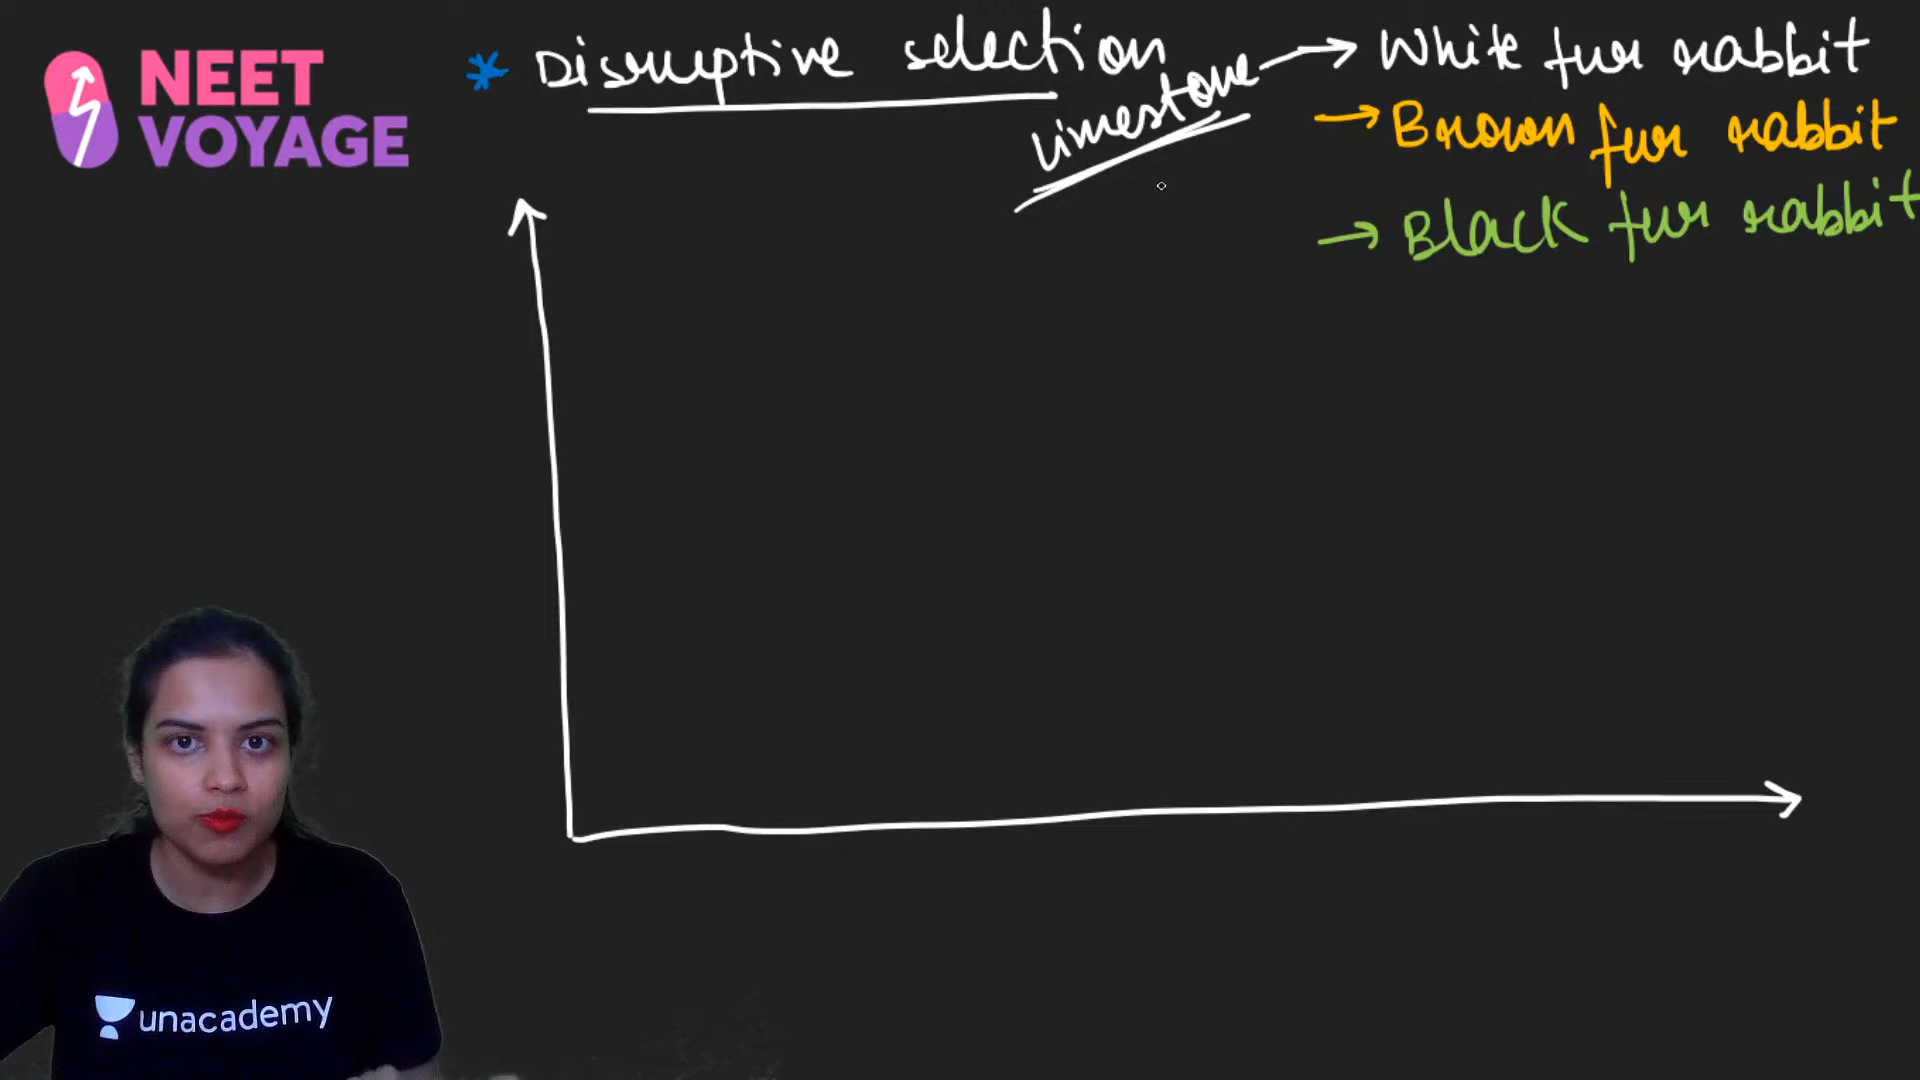 NEET
VOYAGE
* Disruptive selection
Limestone → White fur rabbit
→ Brown fur rabbit
→ Black fur rabbit
unacademy